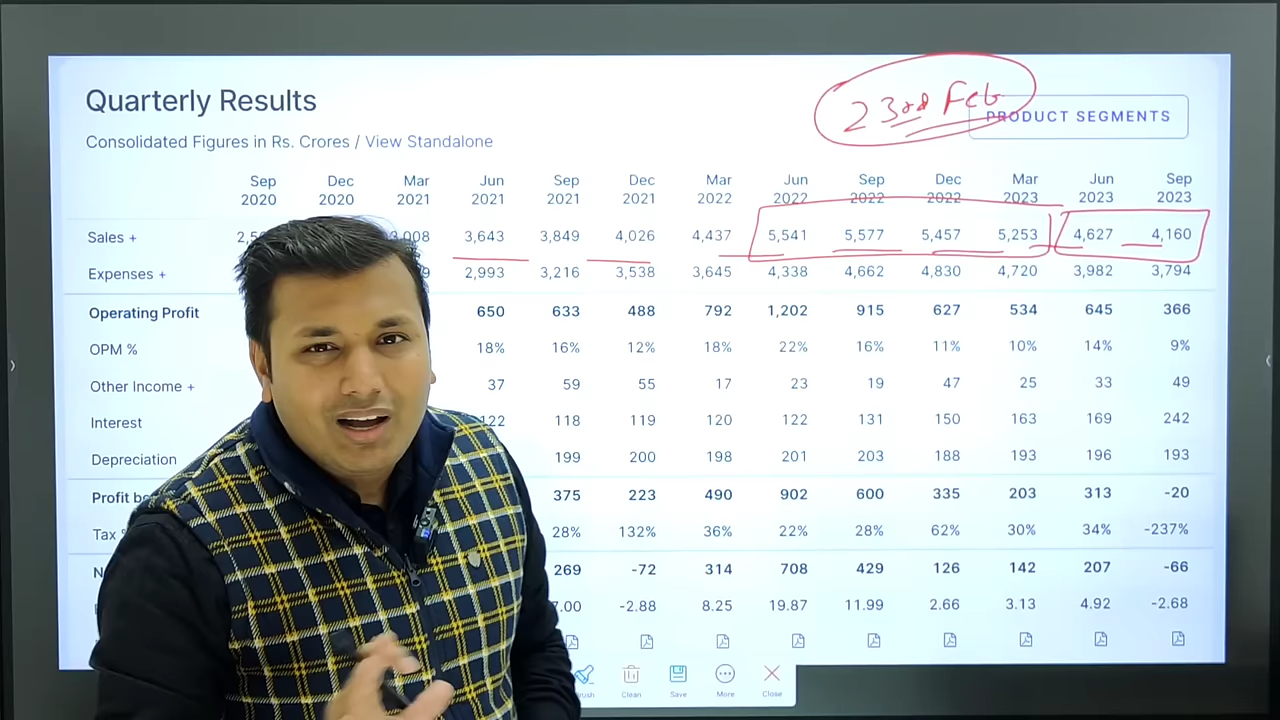 Quarterly Results
23rd Feb
PRODUCT SEGMENTS
Consolidated Figures in Rs. Crores / View Standalone
Sep 2020 Dec 2020 Mar 2021 Jun 2021 Sep 2021 Dec 2021 Mar 2022 Jun 2022 Sep 2022 Dec 2022 Mar 2023 Jun 2023 Sep 2023
Sales + 3,643 3,849 4,026 4,437 5,541 5,577 5,457 5,253 4,627 4,160
Expenses + 2,993 3,216 3,538 3,645 4,338 4,662 4,830 4,720 3,982 3,794
Operating Profit 650 633 488 792 1,202 915 627 534 645 366
OPM % 18% 16% 12% 18% 22% 16% 11% 10% 14% 9%
Other Income + 37 59 55 17 23 19 47 25 33 49
Interest 122 118 119 120 122 131 150 163 169 242
Depreciation 199 200 198 201 203 188 193 196 193
Profit 375 223 490 902 600 335 203 313 -20
Tax 28% 132% 36% 22% 28% 62% 30% 34% -237%
269 -72 314 708 429 126 142 207 -66
-2.88 8.25 19.87 11.99 2.66 3.13 4.92 -2.68
Clean Save More Close